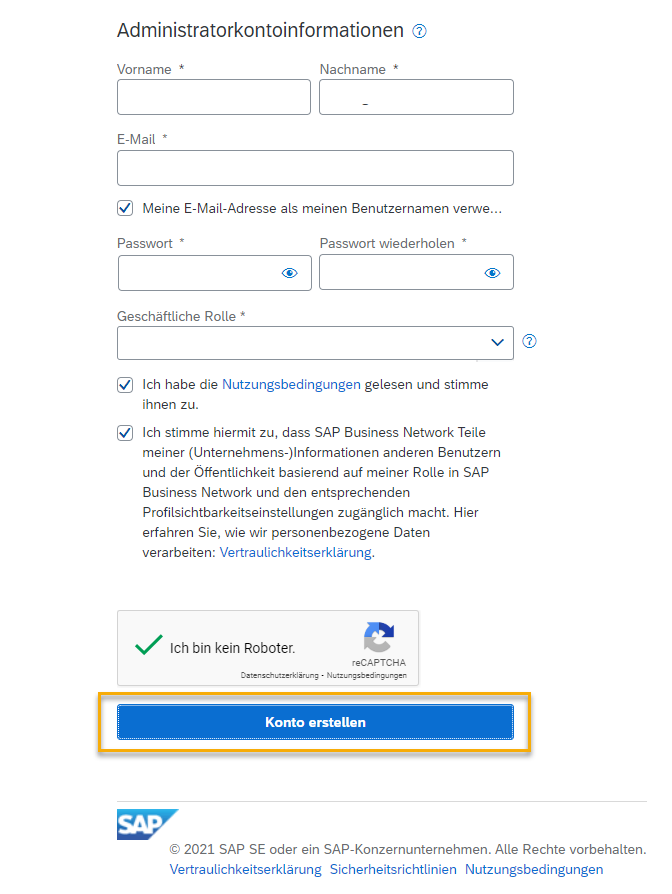 Administratorkontoinformationen ?
Vorname * Nachname *
E-Mail *
Meine E-Mail-Adresse als meinen Benutzernamen verwe...
Passwort * Passwort wiederholen *
Geschäftliche Rolle *
?
Ich habe die Nutzungsbedingungen gelesen und stimme
ihnen zu.
Ich stimme hiermit zu, dass SAP Business Network Teile
meiner (Unternehmens-)Informationen anderen Benutzern
und der Öffentlichkeit basierend auf meiner Rolle in SAP
Business Network und den entsprechenden
Profilsichtbarkeitseinstellungen zugänglich macht. Hier
erfahren Sie, wie wir personenbezogene Daten
verarbeiten: Vertraulichkeitserklärung.
Ich bin kein Roboter.
reCAPTCHA
Datenschutzerklärung - Nutzungsbedingungen
Konto erstellen
SAP
© 2021 SAP SE oder ein SAP-Konzernunternehmen. Alle Rechte vorbehalten.
Vertraulichkeitserklärung Sicherheitsrichtlinien Nutzungsbedingungen